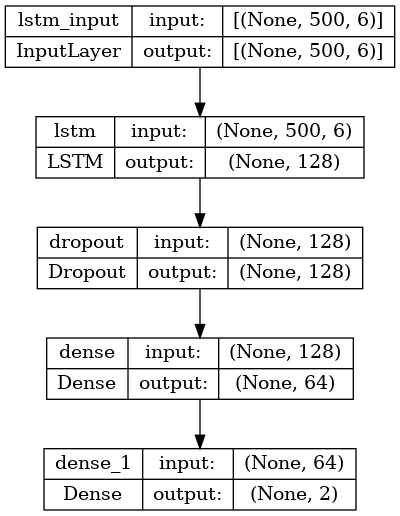 lstm_input input: [(None, 500, 6)]
InputLayer output: [(None, 500, 6)]
lstm input: (None, 500, 6)
LSTM output: (None, 128)
dropout input: (None, 128)
Dropout output: (None, 128)
dense input: (None, 128)
Dense output: (None, 64)
dense_1 input: (None, 64)
Dense output: (None, 2)